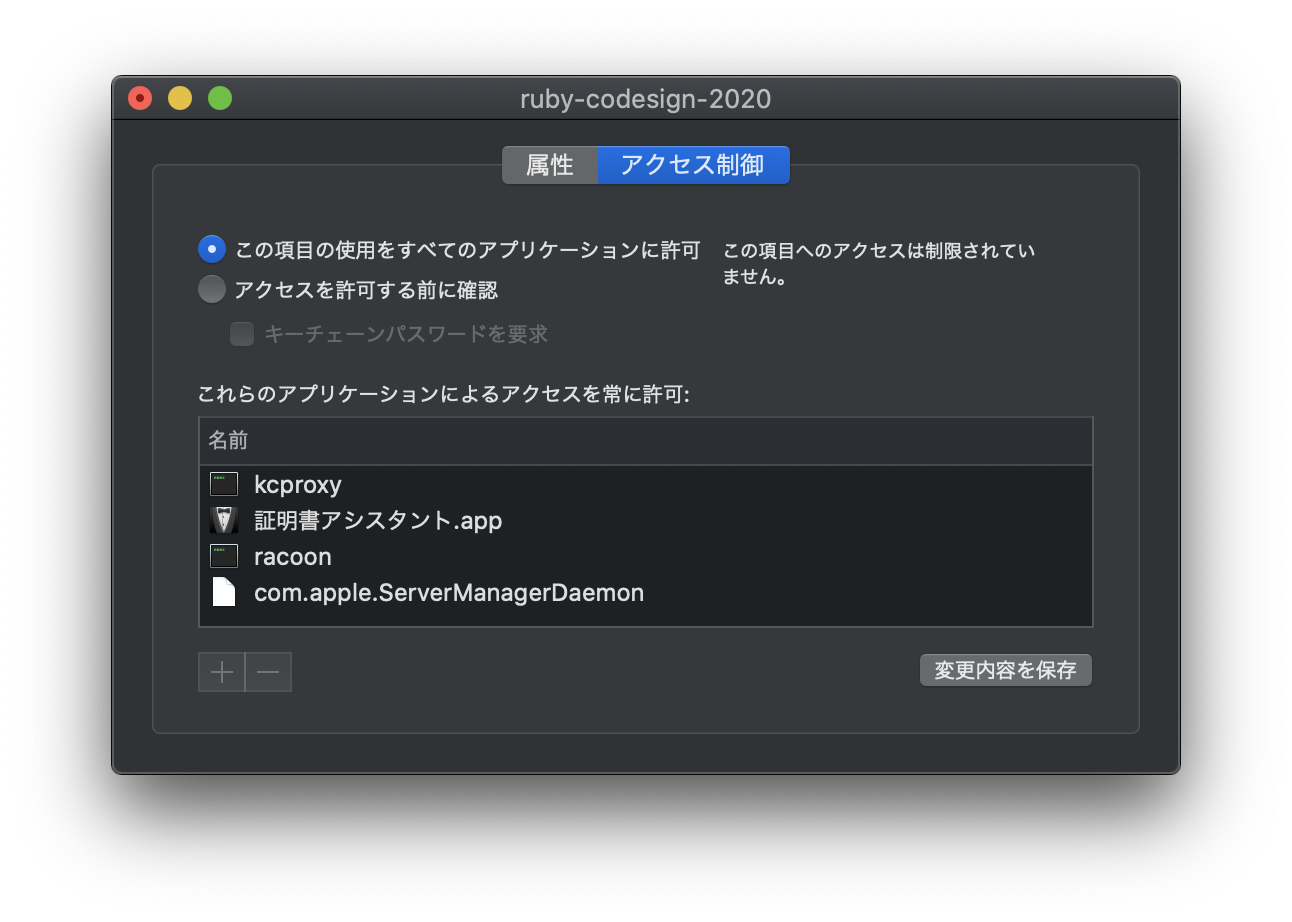 ruby-codesign-2020
属性
アクセス制御
この項目の使用をすべてのアプリケーションに許可
この項目へのアクセスは制限されてい
ません。
アクセスを許可する前に確認
キーチェーンパスワードを要求
これらのアプリケーションによるアクセスを常に許可:
名前
kcproxy
証明書アシスタント.app
racoon
com.apple.ServerManagerDaemon
変更内容を保存